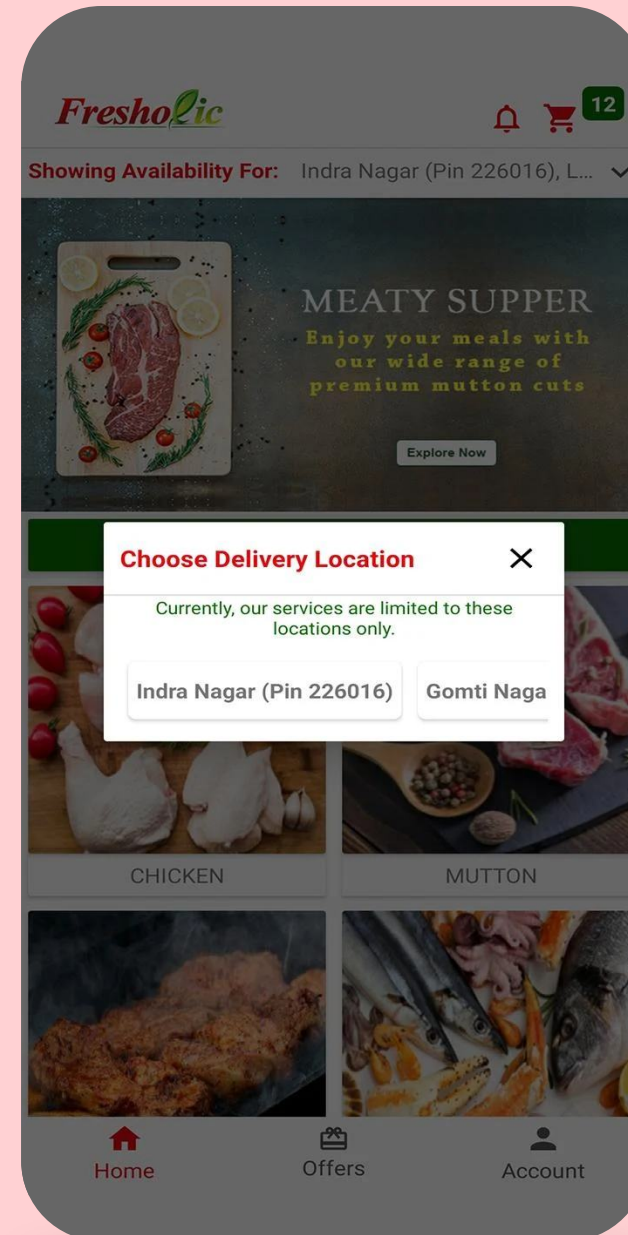 Fresholic
12
Showing Availability For: Indra Nagar (Pin 226016), L...
MEATY SUPPER
Enjoy your meals with
our wide range of
premium mutton cuts
Explore Now
Choose Delivery Location
Currently, our services are limited to these
locations only.
Indra Nagar (Pin 226016) Gomti Naga
CHICKEN MUTTON
Home Offers Account